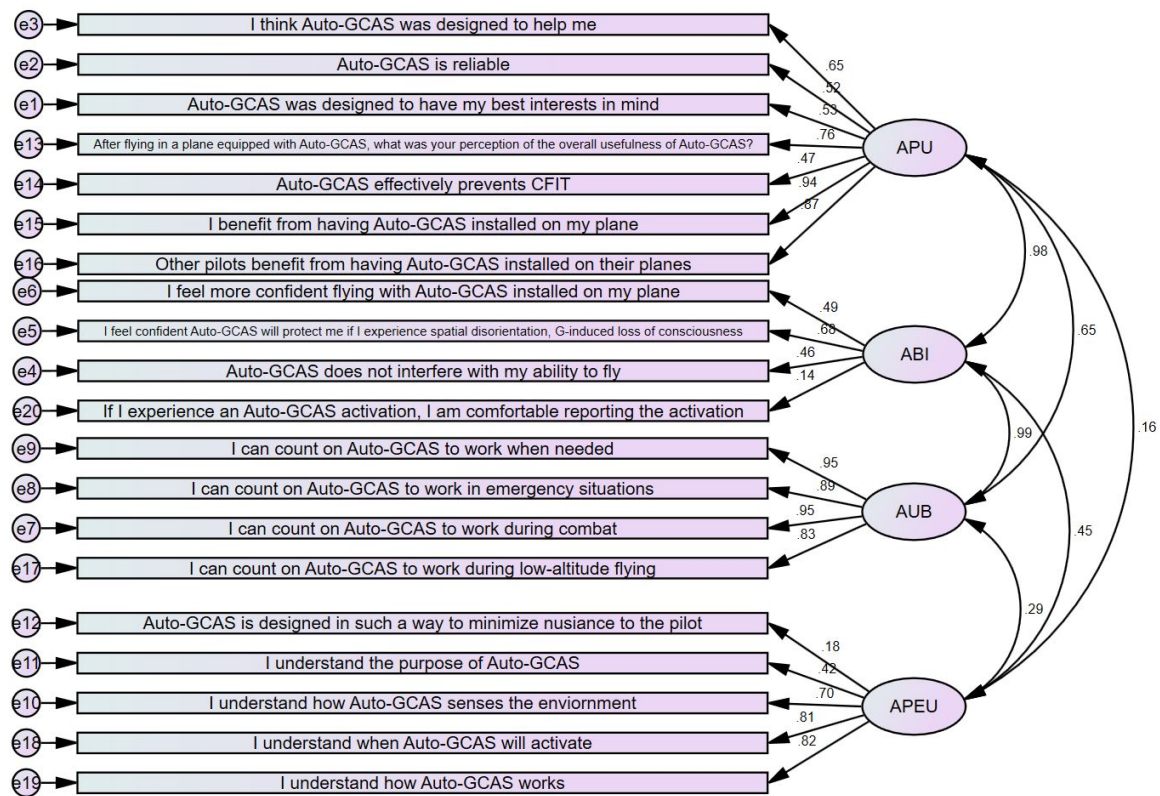 e3
I think Auto-GCAS was designed to help me
e2
Auto-GCAS is reliable
e1
Auto-GCAS was designed to have my best interests in mind
e13
After flying in a plane equipped with Auto-GCAS, what was your perception of the overall usefulness of Auto-GCAS?
e14
Auto-GCAS effectively prevents CFIT
e15
I benefit from having Auto-GCAS installed on my plane
e16
Other pilots benefit from having Auto-GCAS installed on their planes
.65
.52
.53
.76
.47
.94
.87
APU
e6
I feel more confident flying with Auto-GCAS installed on my plane
e5
I feel confident Auto-GCAS will protect me if I experience spatial disorientation, G-induced loss of consciousness
e4
Auto-GCAS does not interfere with my ability to fly
e20
If I experience an Auto-GCAS activation, I am comfortable reporting the activation
.49
.68
.46
.14
ABI
e9
I can count on Auto-GCAS to work when needed
e8
I can count on Auto-GCAS to work in emergency situations
e7
I can count on Auto-GCAS to work during combat
e17
I can count on Auto-GCAS to work during low-altitude flying
.95
.89
.95
.83
AUB
e12
Auto-GCAS is designed in such a way to minimize nusiance to the pilot
e11
I understand the purpose of Auto-GCAS
e10
I understand how Auto-GCAS senses the enviornment
e18
I understand when Auto-GCAS will activate
e19
I understand how Auto-GCAS works
.18
.42
.70
.81
.82
APEU
.98
.65
.16
.99
.45
.29